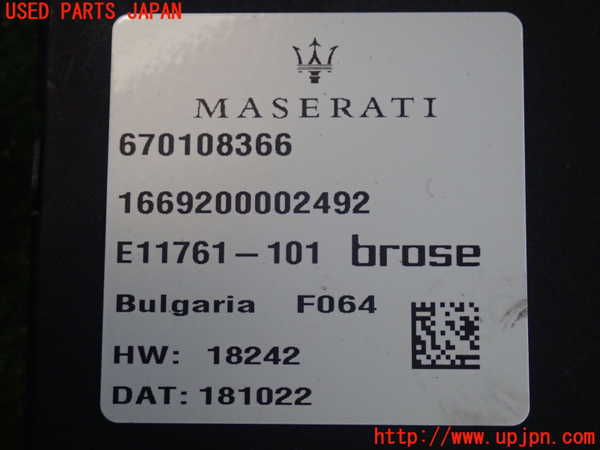 USED PARTS JAPAN
MASERATI
670108366
1669200002492
E11761-101 brose
Bulgaria F064
HW: 18242
DAT: 181022
http://www.upjpn.com/